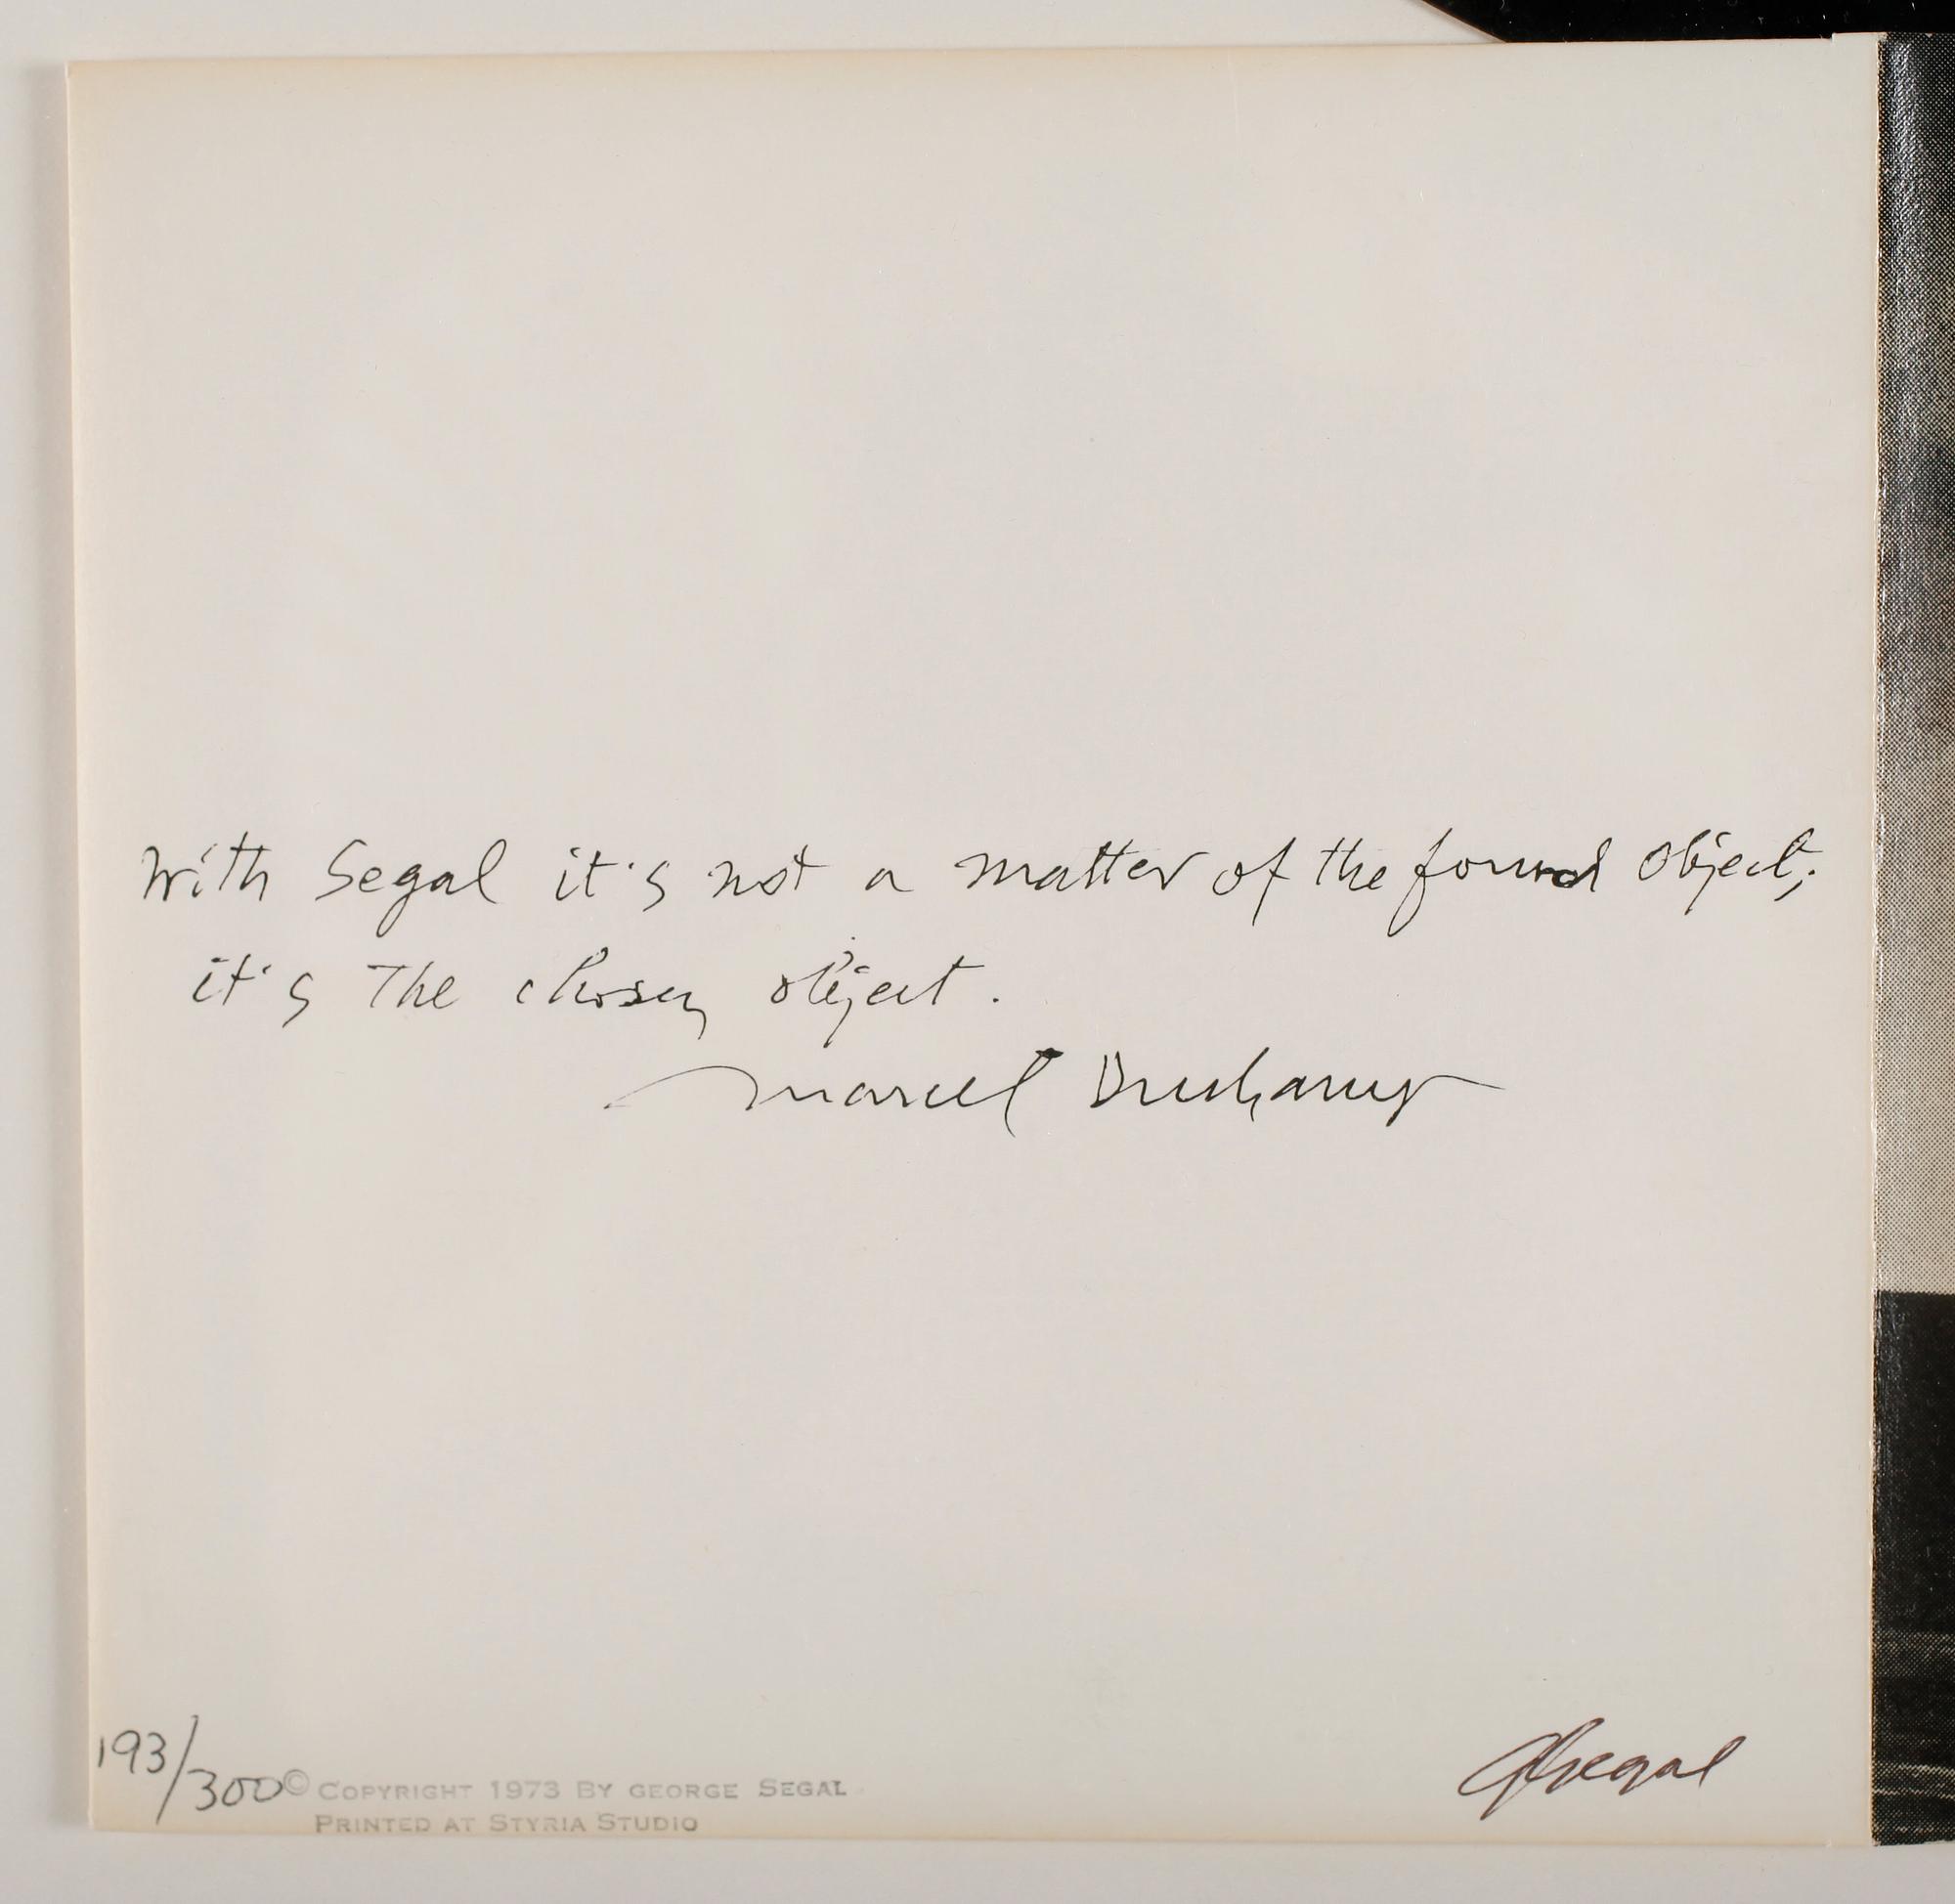 With Segal it's not a matter of the found object;
it's The chosen object.
Marcel Duchamp
193/300
© COPYRIGHT 1973 BY GEORGE SEGAL
PRINTED AT STYRIA STUDIO
G Segal